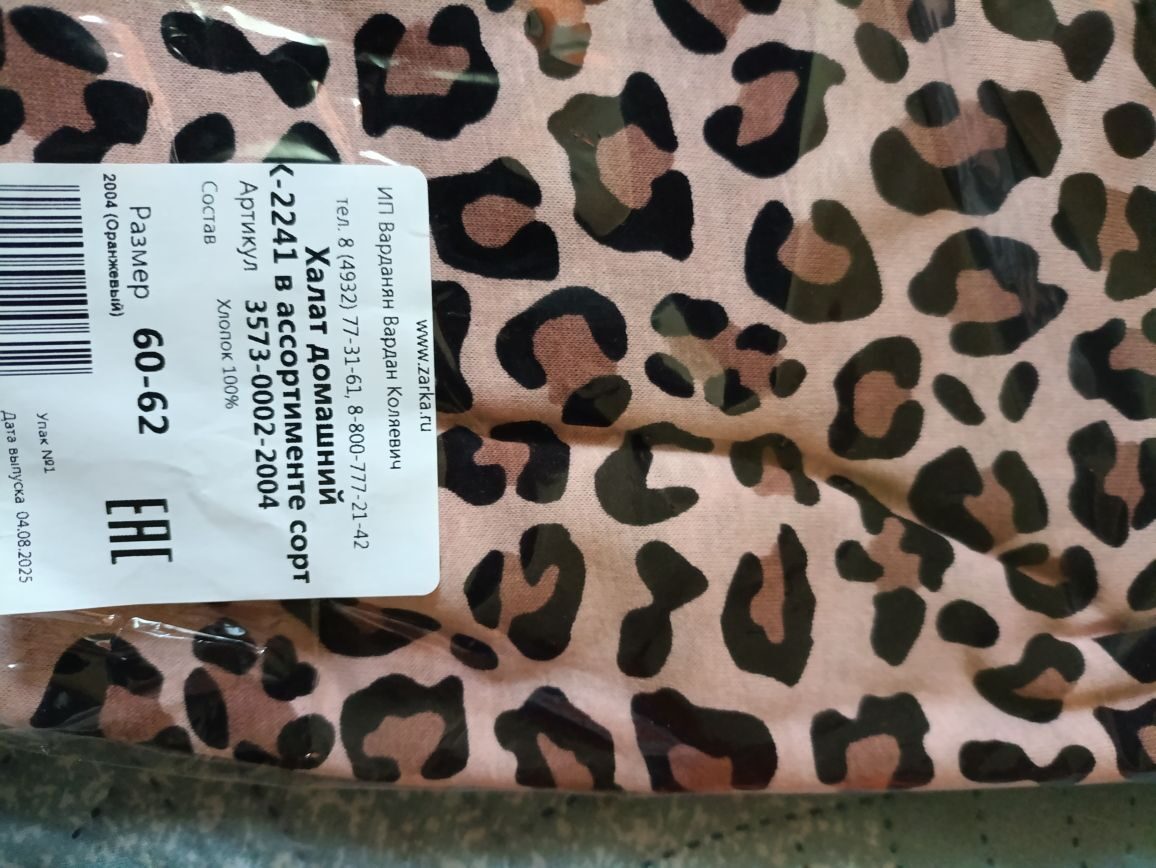 www.zarka.ru
ИП Варданян Вардан Коляевич
тел. 8 (4932) 77-31-61, 8-800-777-21-42
Халат домашний
К-2241 в ассортименте сорт
Артикул 3573-0002-2004
Состав Хлопок 100%
Размер 60-62
EAC
2004 (Оранжевый)
Упак №1
Дата выпуска 04.08.2025